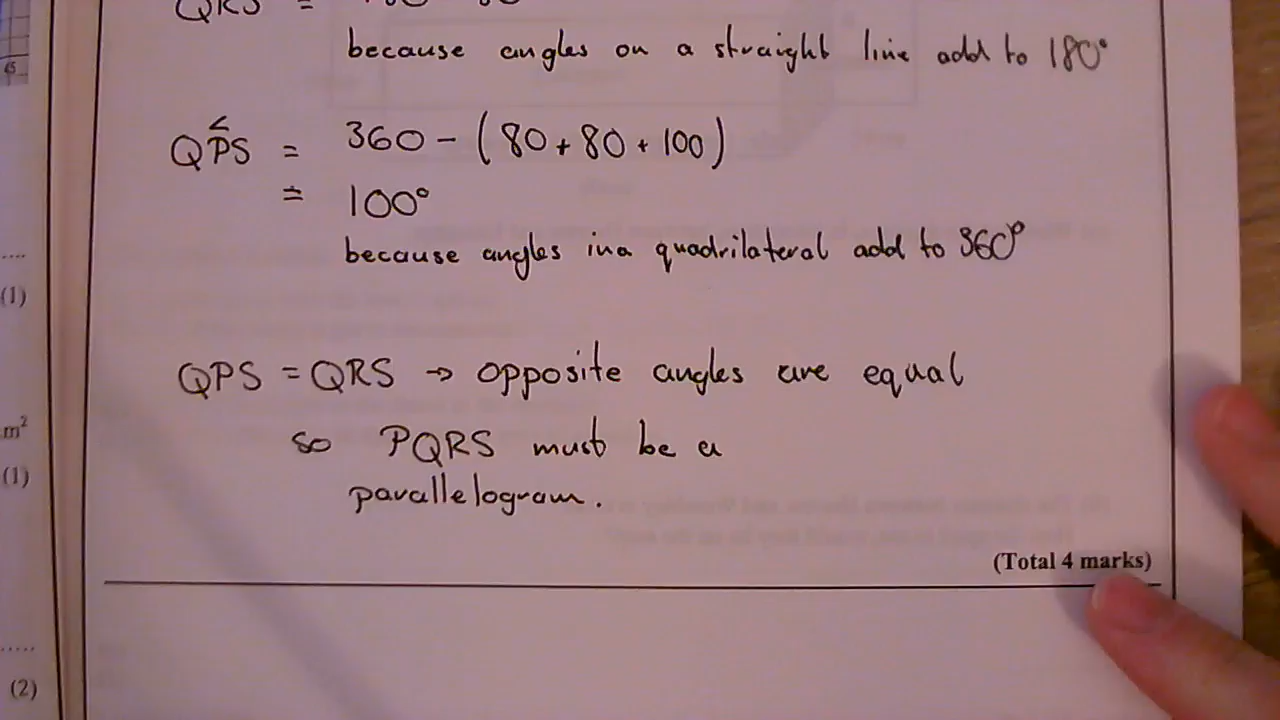 QRS =
because angles on a straight line add to 180°
QPS = 360 - (80 + 80 + 100)
= 100°
because angles in a quadrilateral add to 360°
QPS = QRS → opposite angles are equal
so PQRS must be a
parallelogram.
(Total 4 marks)
65
....
(1)
m²
(1)
.....
(2)